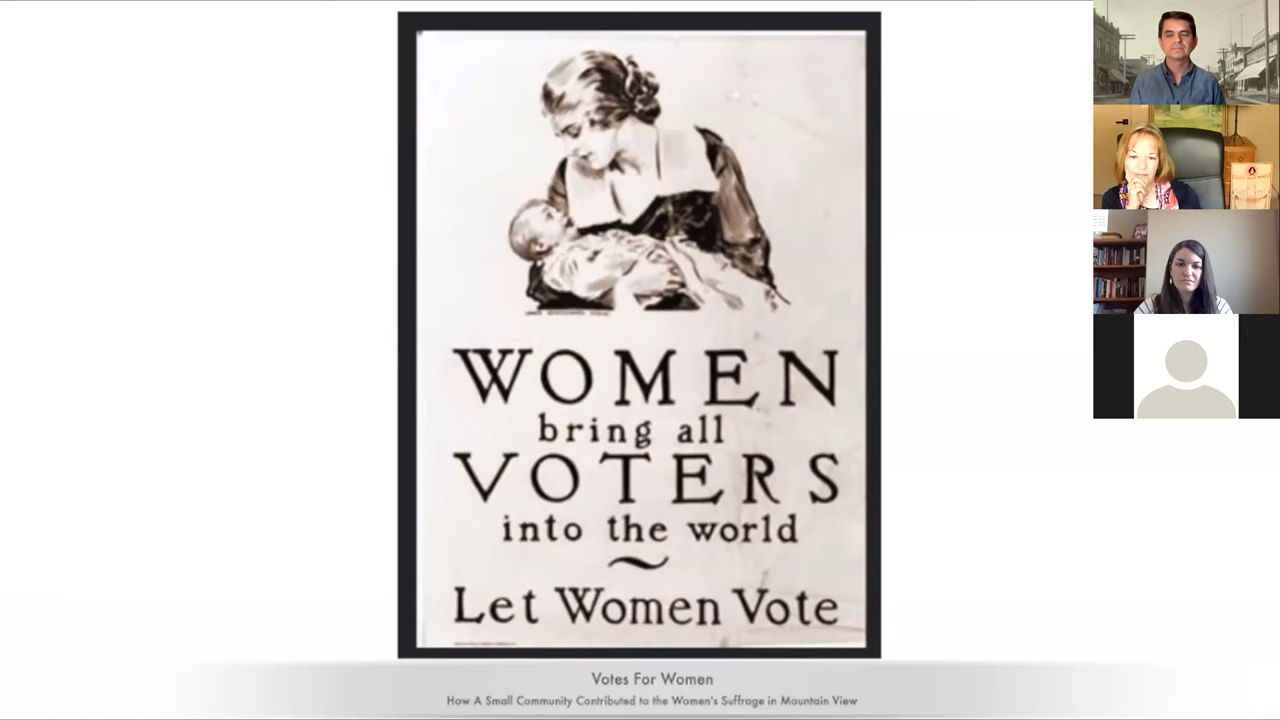 WOMEN
bring all
VOTERS
into the world
Let Women Vote
Votes For Women
How A Small Community Contributed to the Women's Suffrage in Mountain View